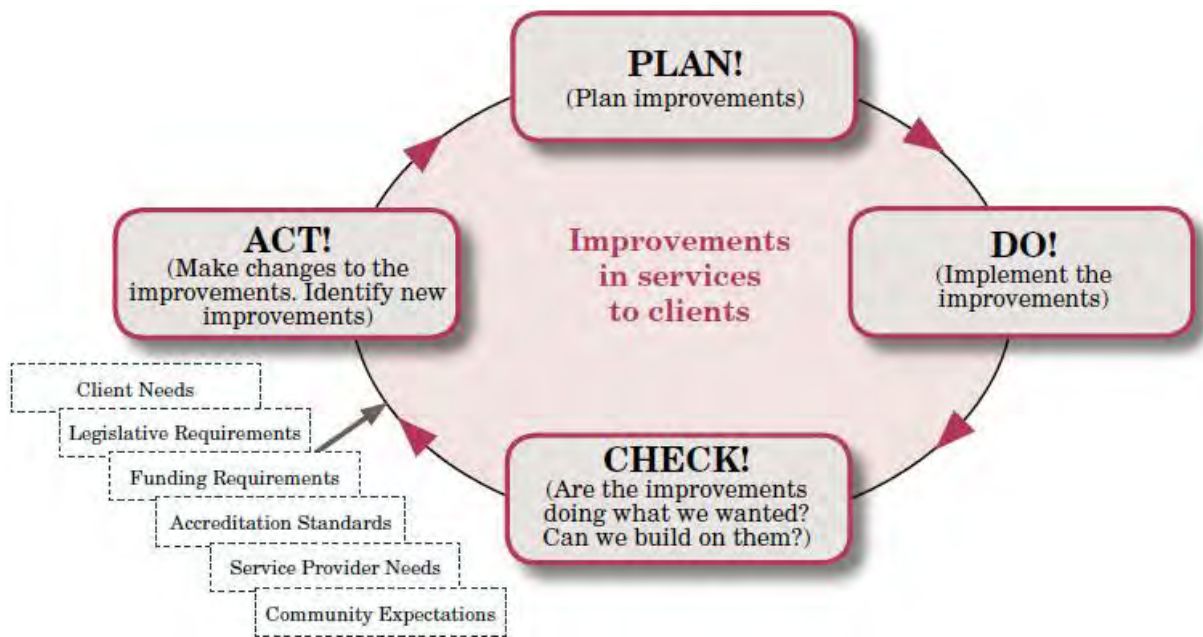 PLAN!
(Plan improvements)
ACT!
(Make changes to the
improvements. Identify new
improvements)
Improvements
in services
to clients
DO!
(Implement the
improvements)
CHECK!
(Are the improvements
doing what we wanted?
Can we build on them?)
Client Needs
Legislative Requirements
Funding Requirements
Accreditation Standards
Service Provider Needs
Community Expectations